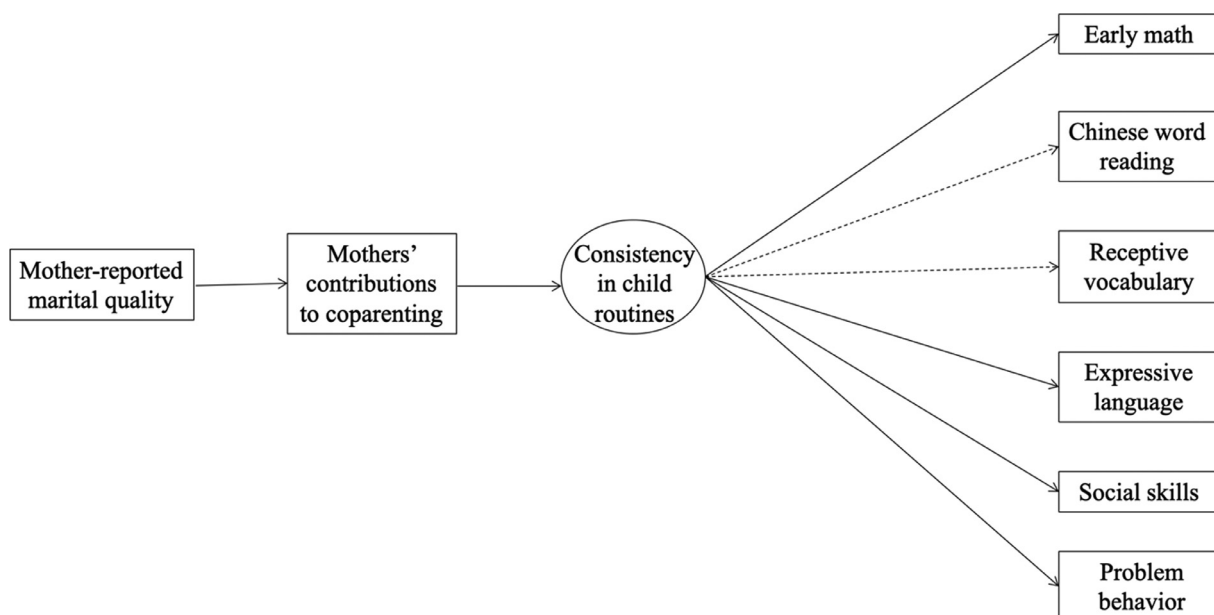 Mother-reported
marital quality
Mothers'
contributions
to coparenting
Consistency
in child
routines
Early math
Chinese word
reading
Receptive
vocabulary
Expressive
language
Social skills
Problem
behavior